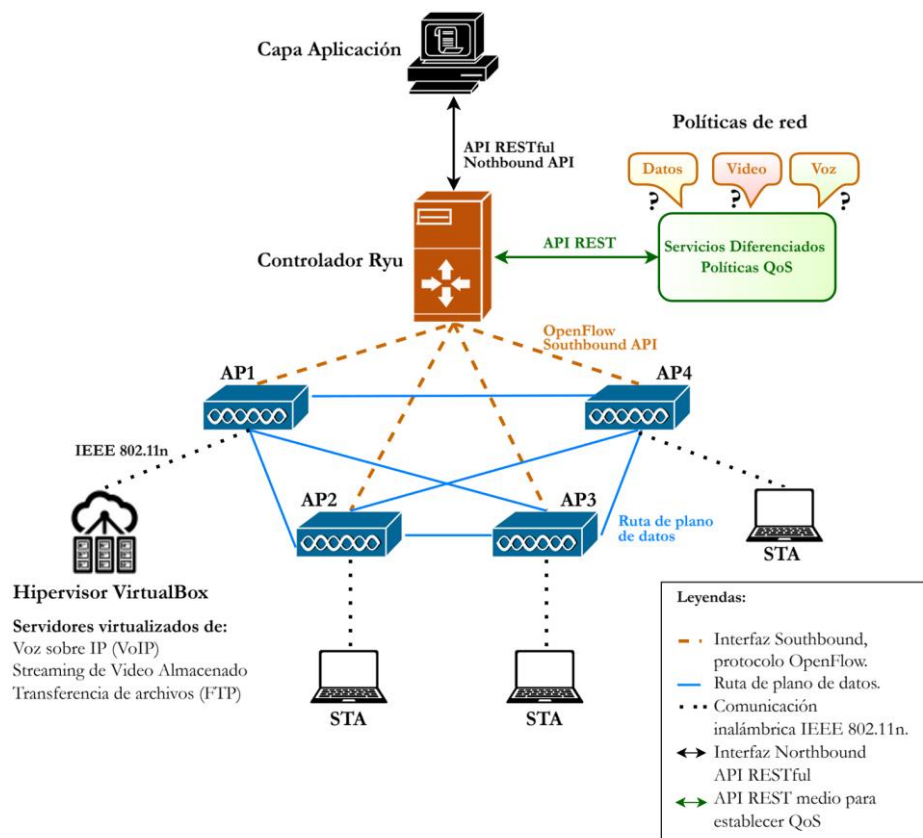 Capa Aplicación
API RESTful
Nothbound API
Políticas de red
Datos
Video
Voz
?
?
?
Controlador Ryu
API REST
Servicios Diferenciados
Políticas QoS
OpenFlow
Southbound API
AP1
AP4
IEEE 802.11n
AP2
AP3
Ruta de plano
de datos
STA
Hipervisor VirtualBox
Servidores virtualizados de:
Voz sobre IP (VoIP)
Streaming de Video Almacenado
Transferencia de archivos (FTP)
STA
STA
Leyendas:
Interfaz Southbound,
protocolo OpenFlow.
Ruta de plano de datos.
Comunicación
inalámbrica IEEE 802.11n.
Interfaz Northbound
API RESTful
API REST medio para
establecer QoS